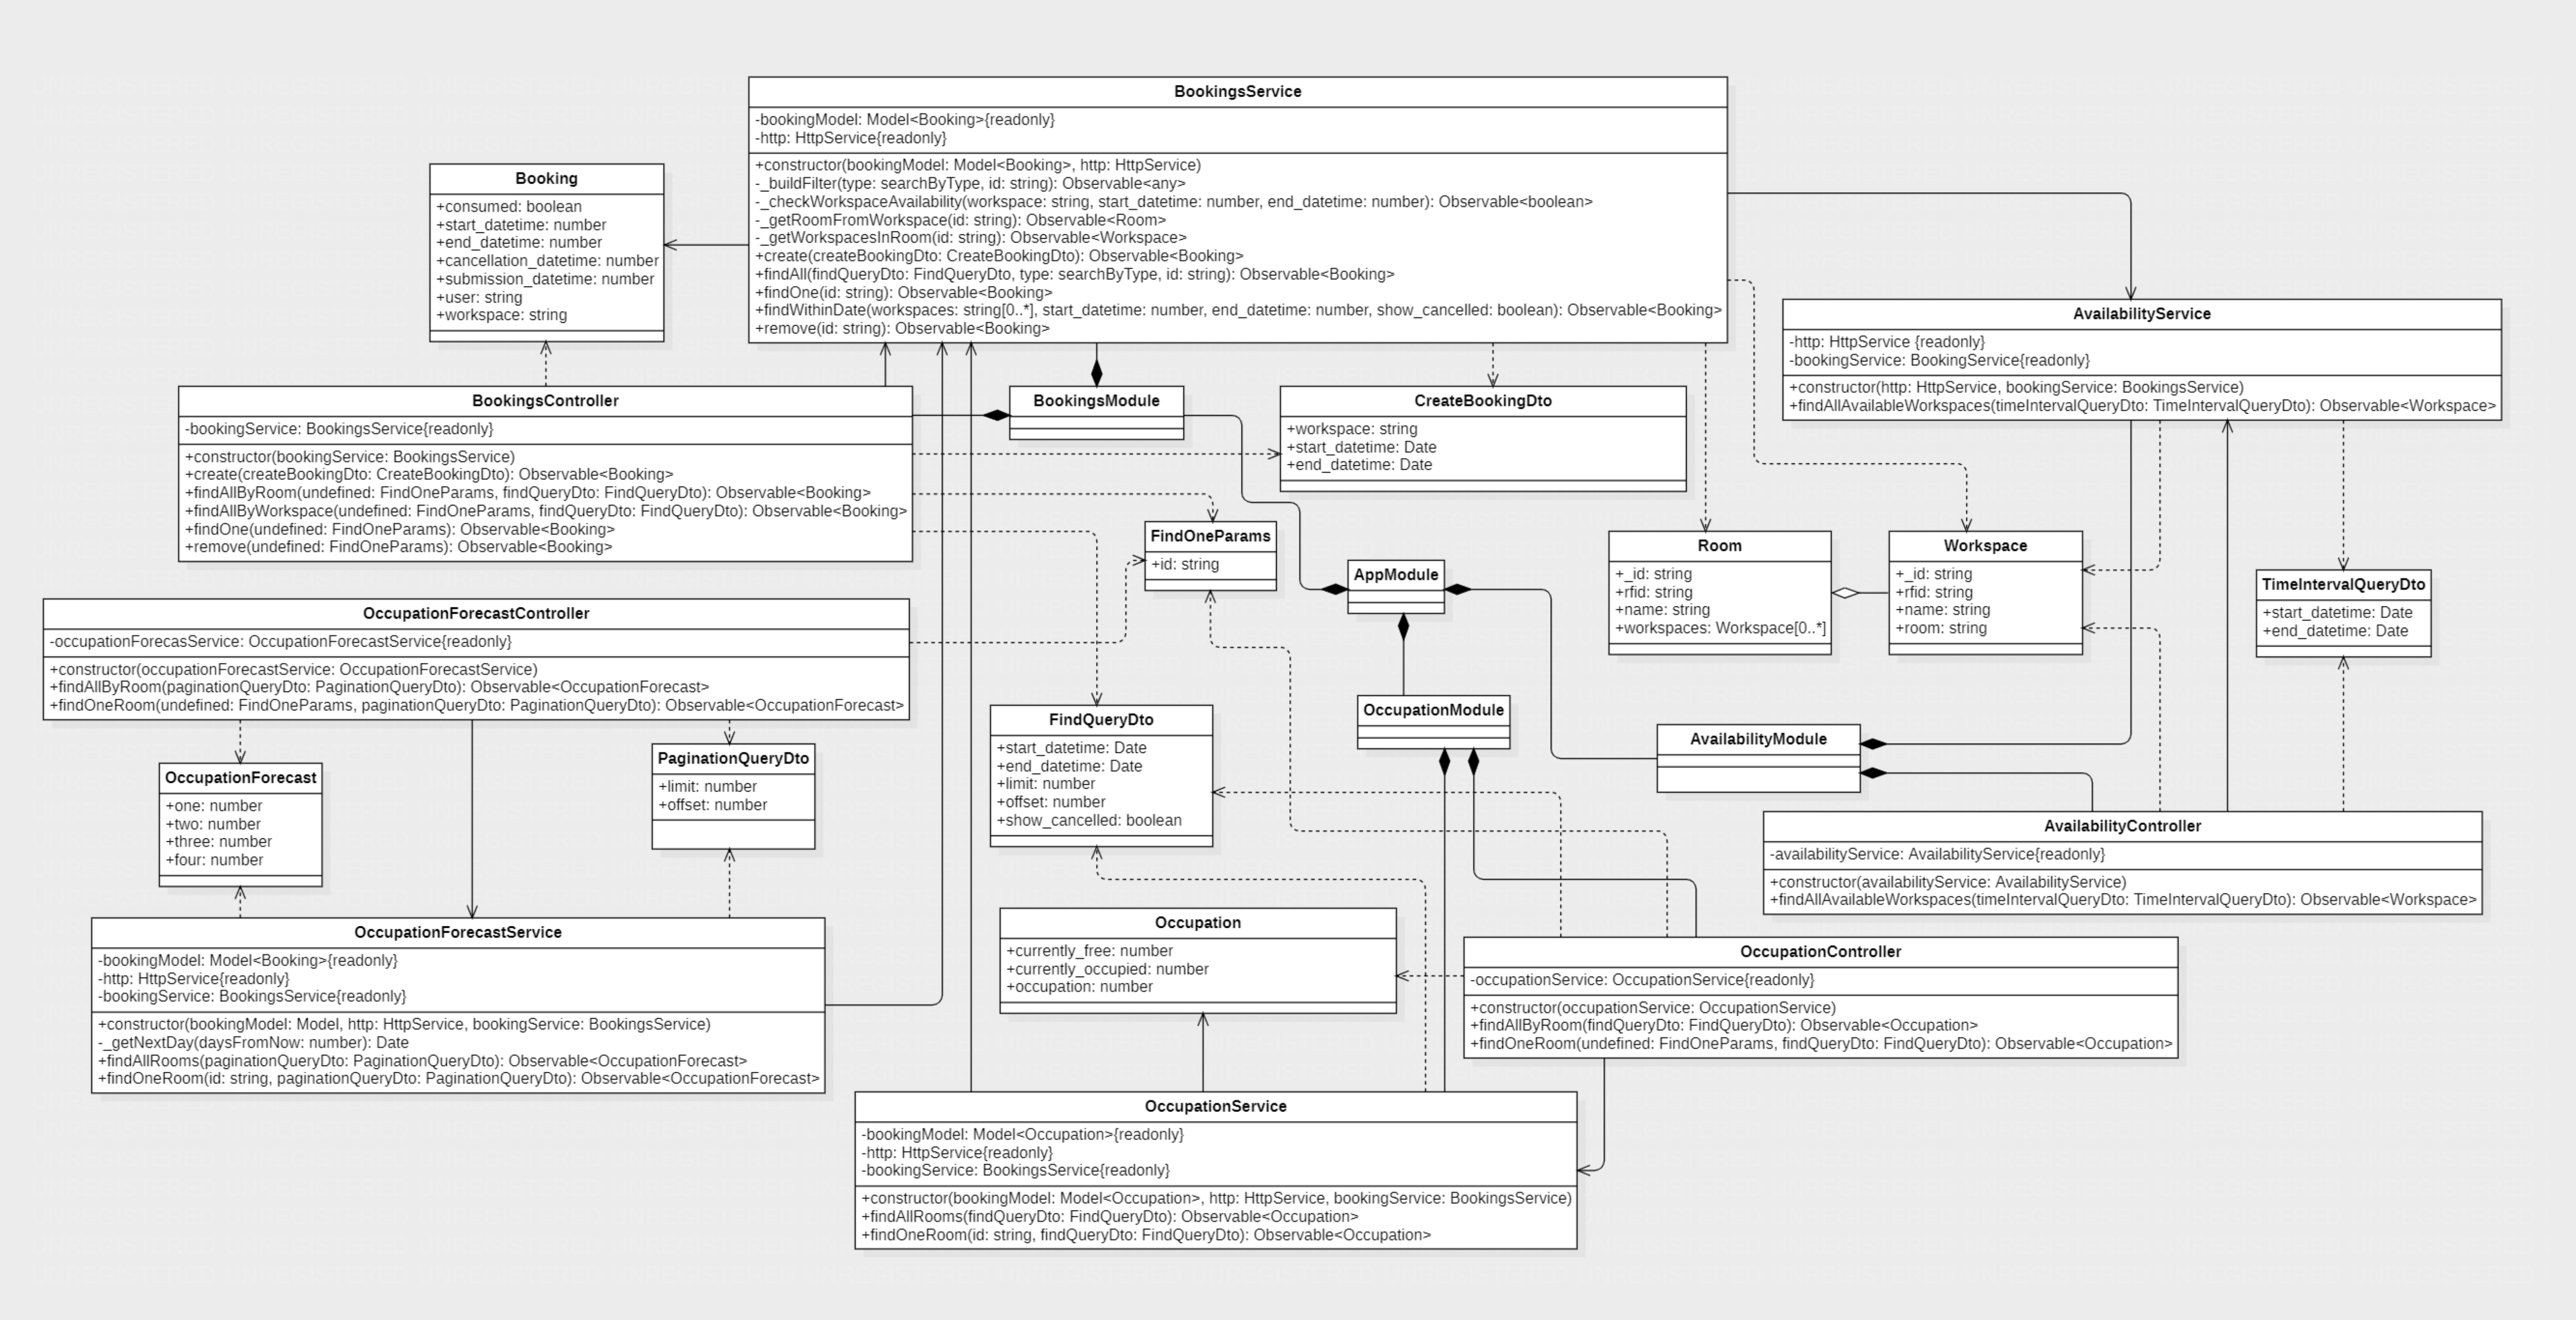 BookingsService
-bookingModel: Model<Booking>{readonly}
-http: HttpService{readonly}
+constructor(bookingModel: Model<Booking>, http: HttpService)
-_buildFilter(type: searchByType, id: string): Observable<any>
-_checkWorkspaceAvailability(workspace: string, start_datetime: number, end_datetime: number): Observable<boolean>
-_getRoomFromWorkspace(id: string): Observable<Room>
-_getWorkspacesInRoom(id: string): Observable<Workspace>
+create(createBookingDto: CreateBookingDto): Observable<Booking>
+findAll(findQueryDto: FindQueryDto, type: searchByType, id: string): Observable<Booking>
+findOne(id: string): Observable<Booking>
+findWithinDate(workspaces: string[0..*], start_datetime: number, end_datetime: number, show_cancelled: boolean): Observable<Booking>
+remove(id: string): Observable<Booking>
Booking
+consumed: boolean
+start_datetime: number
+end_datetime: number
+cancellation_datetime: number
+submission_datetime: number
+user: string
+workspace: string
AvailabilityService
-http: HttpService {readonly}
-bookingService: BookingService{readonly}
+constructor(http: HttpService, bookingService: BookingsService)
+findAllAvailableWorkspaces(timeIntervalQueryDto: TimeIntervalQueryDto): Observable<Workspace>
BookingsController
-bookingService: BookingsService{readonly}
+constructor(bookingService: BookingsService)
+create(createBookingDto: CreateBookingDto): Observable<Booking>
+findAllByRoom(undefined: FindOneParams, findQueryDto: FindQueryDto): Observable<Booking>
+findAllByWorkspace(undefined: FindOneParams, findQueryDto: FindQueryDto): Observable<Booking>
+findOne(undefined: FindOneParams): Observable<Booking>
+remove(undefined: FindOneParams): Observable<Booking>
BookingsModule
CreateBookingDto
+workspace: string
+start_datetime: Date
+end_datetime: Date
FindOneParams
+id: string
AppModule
Room
+_id: string
+rfid: string
+name: string
+workspaces: Workspace[0..*]
Workspace
+_id: string
+rfid: string
+name: string
+room: string
TimeIntervalQueryDto
+start_datetime: Date
+end_datetime: Date
OccupationForecastController
-occupationForecasService: OccupationForecastService{readonly}
+constructor(occupationForecastService: OccupationForecastService)
+findAllByRoom(paginationQueryDto: PaginationQueryDto): Observable<OccupationForecast>
+findOneRoom(undefined: FindOneParams, paginationQueryDto: PaginationQueryDto): Observable<OccupationForecast>
OccupationForecast
+one: number
+two: number
+three: number
+four: number
PaginationQueryDto
+limit: number
+offset: number
FindQueryDto
+start_datetime: Date
+end_datetime: Date
+limit: number
+offset: number
+show_cancelled: boolean
OccupationModule
AvailabilityModule
AvailabilityController
-availabilityService: AvailabilityService{readonly}
+constructor(availabilityService: AvailabilityService)
+findAllAvailableWorkspaces(timeIntervalQueryDto: TimeIntervalQueryDto): Observable<Workspace>
OccupationForecastService
-bookingModel: Model<Booking>{readonly}
-http: HttpService{readonly}
-bookingService: BookingsService{readonly}
+constructor(bookingModel: Model, http: HttpService, bookingService: BookingsService)
-_getNextDay(daysFromNow: number): Date
+findAllRooms(paginationQueryDto: PaginationQueryDto): Observable<OccupationForecast>
+findOneRoom(id: string, paginationQueryDto: PaginationQueryDto): Observable<OccupationForecast>
Occupation
+currently_free: number
+currently_occupied: number
+occupation: number
OccupationController
-occupationService: OccupationService{readonly}
+constructor(occupationService: OccupationService)
+findAllByRoom(findQueryDto: FindQueryDto): Observable<Occupation>
+findOneRoom(undefined: FindOneParams, findQueryDto: FindQueryDto): Observable<Occupation>
OccupationService
-bookingModel: Model<Occupation>{readonly}
-http: HttpService{readonly}
-bookingService: BookingsService{readonly}
+constructor(bookingModel: Model<Occupation>, http: HttpService, bookingService: BookingsService)
+findAllRooms(findQueryDto: FindQueryDto): Observable<Occupation>
+findOneRoom(id: string, findQueryDto: FindQueryDto): Observable<Occupation>